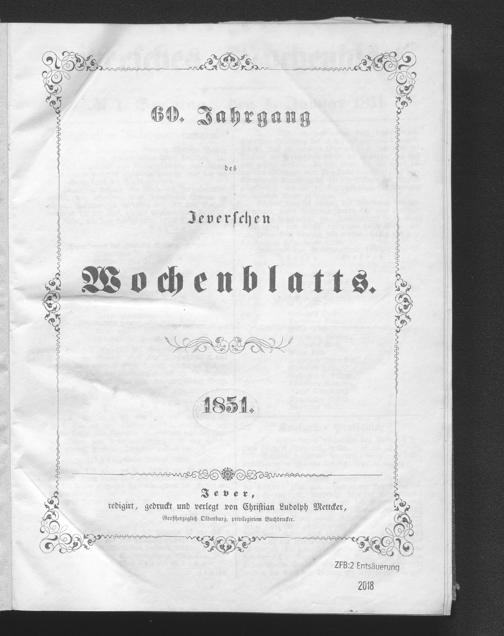 60. Jahrgang
des
Jeverschen
Wochenblatts.
1851.
Jever,
redigirt, gedruckt und verlegt von Christian Ludolph Mettcker,
Großherzoglich Oldenburg. privilegirtem Buchdrucker.
ZFB:2 Entsäuerung
2018